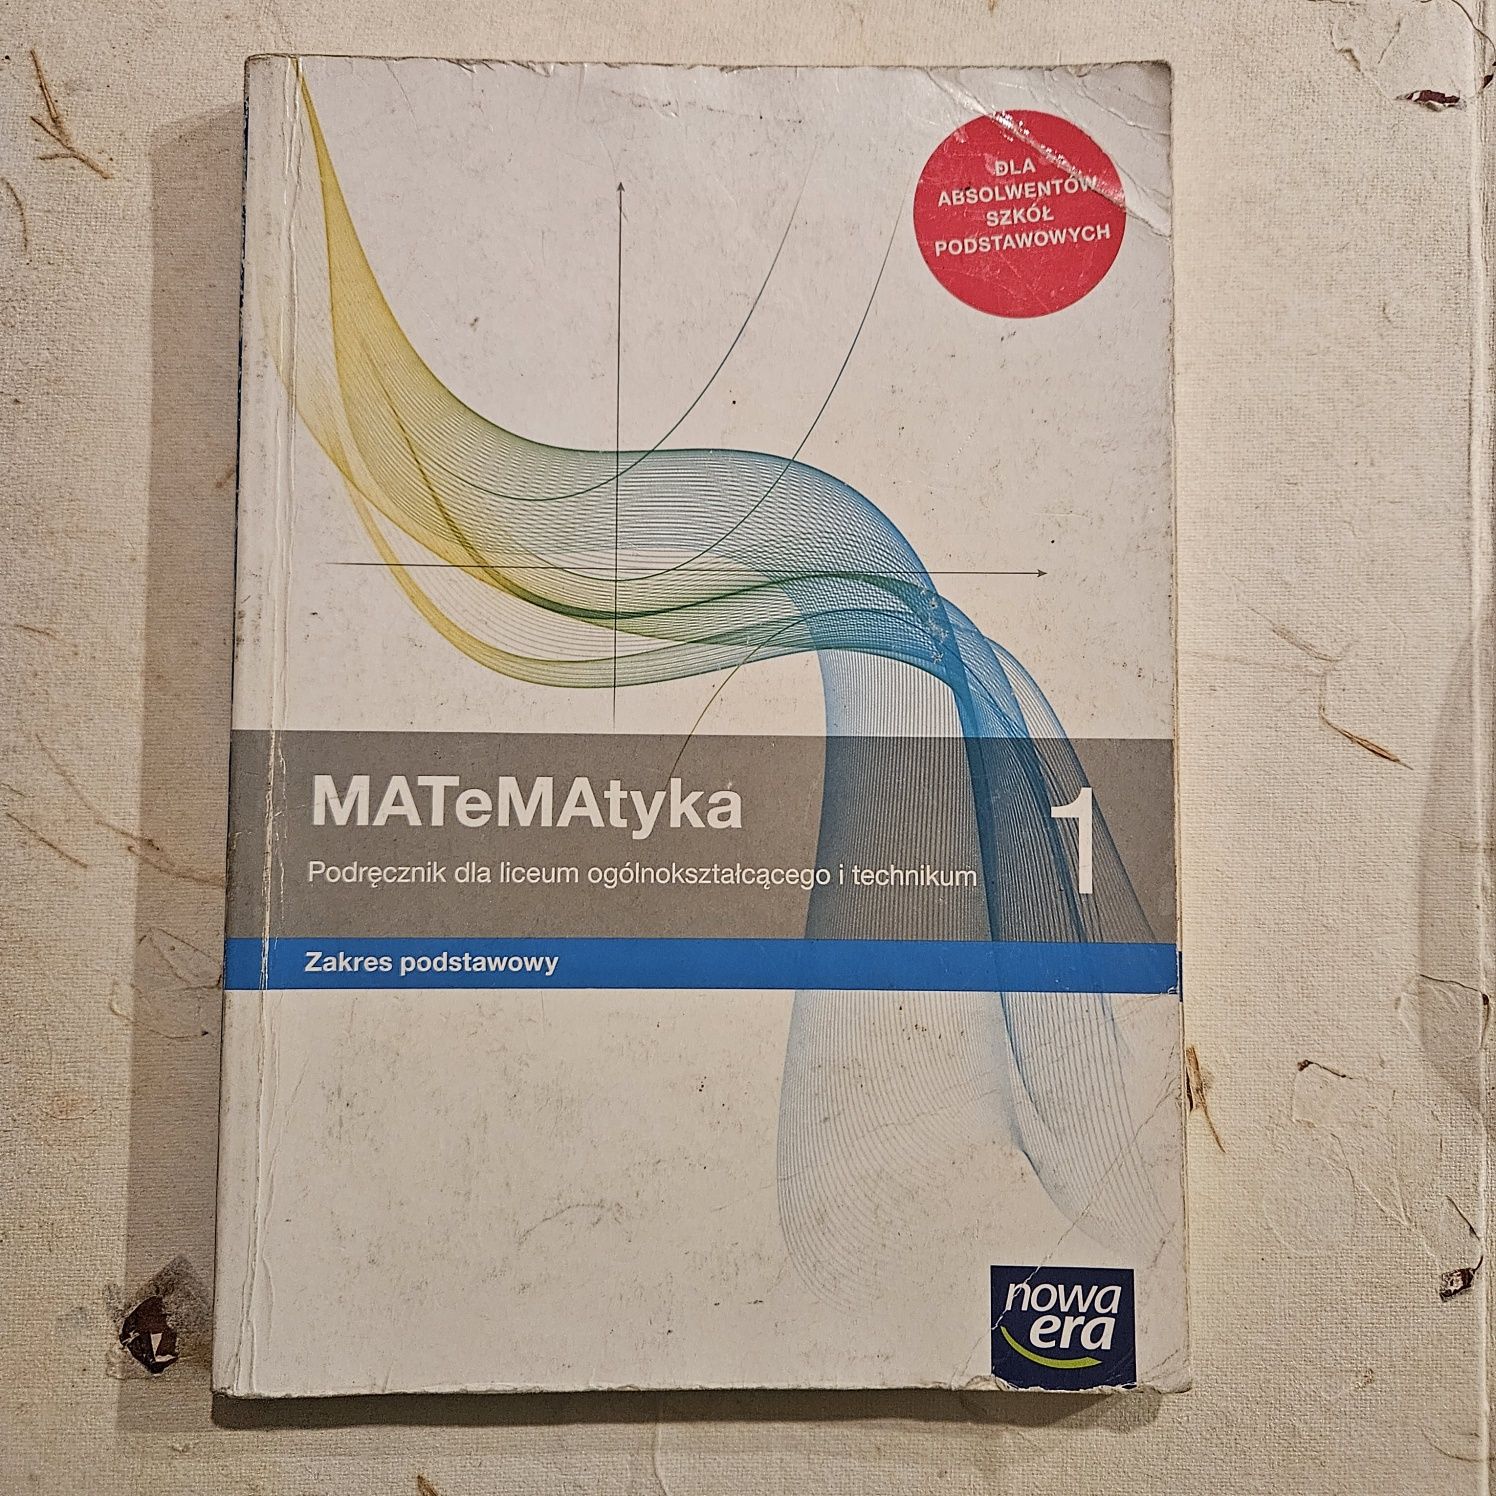 DLA
ABSOLWENTÓW
SZKÓŁ
PODSTAWOWYCH
MATeMAtyka
1
Podręcznik dla liceum ogólnokształcącego i technikum
Zakres podstawowy
nowa
era